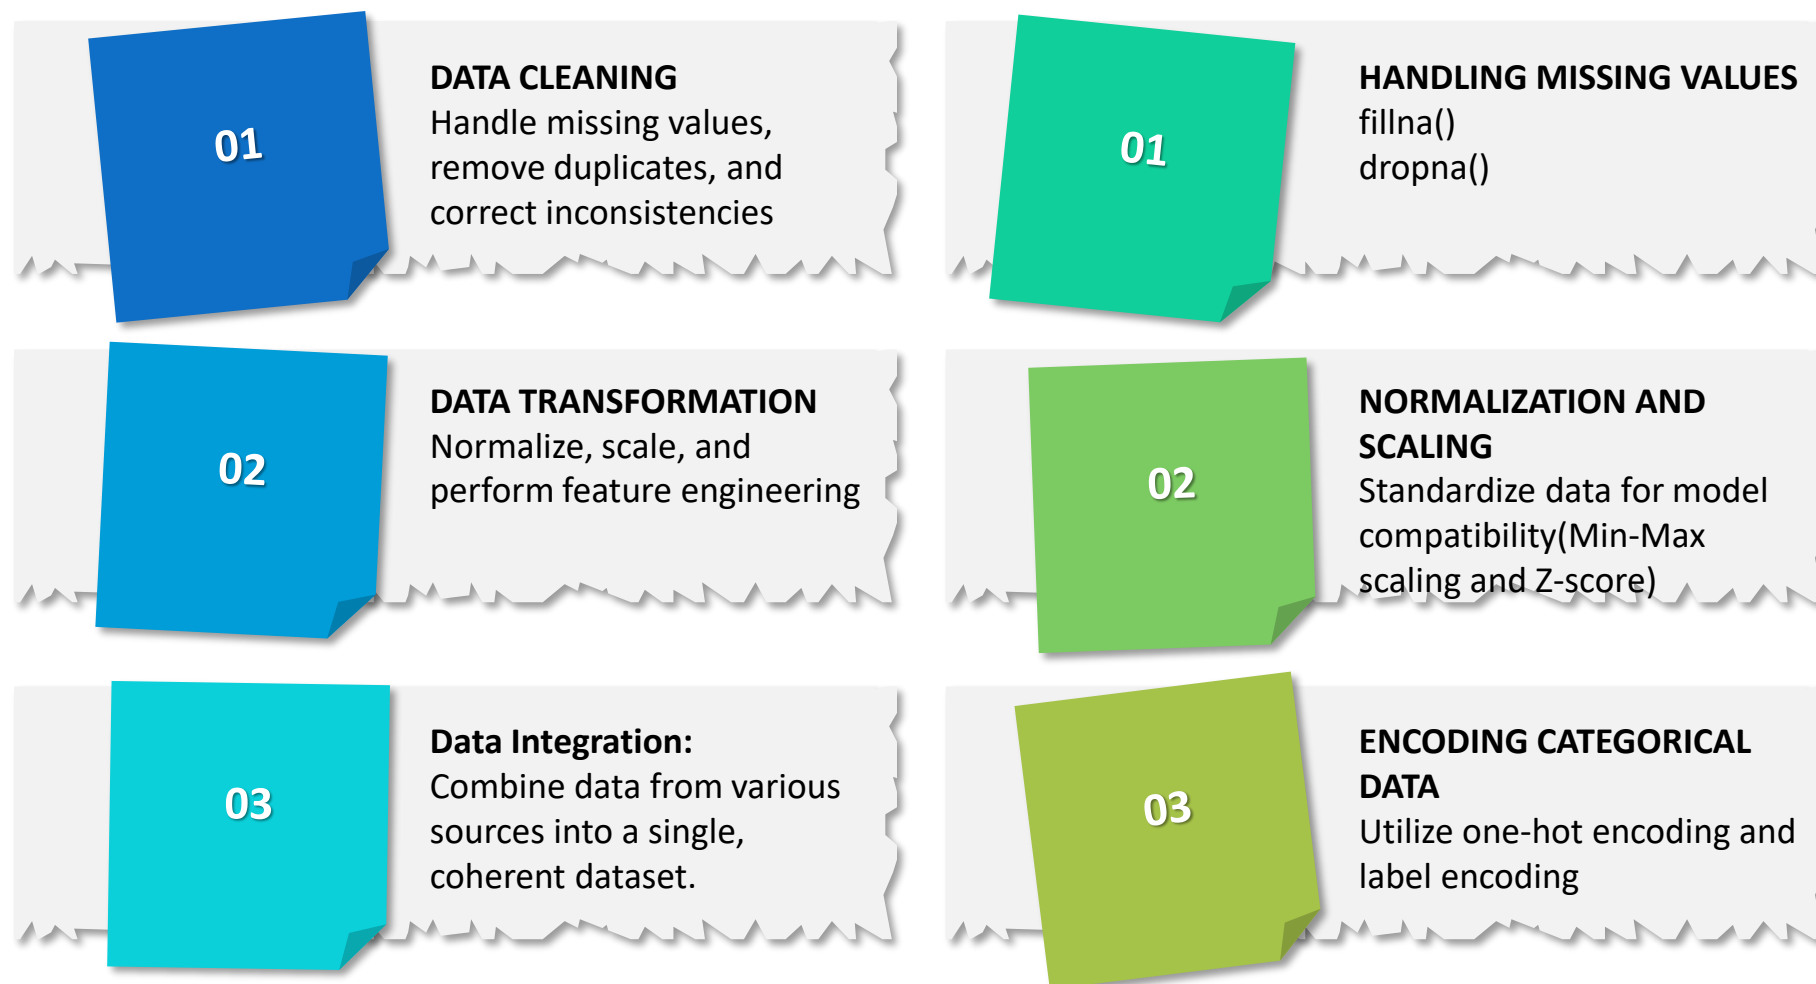 01
DATA CLEANING
Handle missing values,
remove duplicates, and
correct inconsistencies
02
DATA TRANSFORMATION
Normalize, scale, and
perform feature engineering
03
Data Integration:
Combine data from various
sources into a single,
coherent dataset.
01
HANDLING MISSING VALUES
fillna()
dropna()
02
NORMALIZATION AND
SCALING
Standardize data for model
compatibility(Min-Max
scaling and Z-score)
03
ENCODING CATEGORICAL
DATA
Utilize one-hot encoding and
label encoding